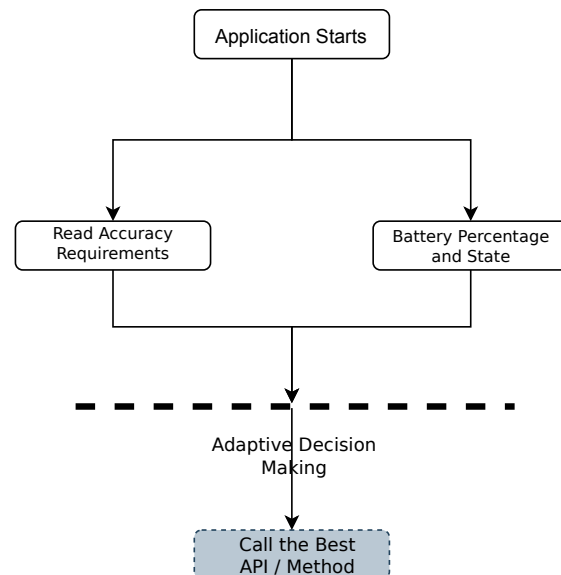 Application Starts
Read Accuracy
Requirements
Battery Percentage
and State
Adaptive Decision
Making
Call the Best
API / Method